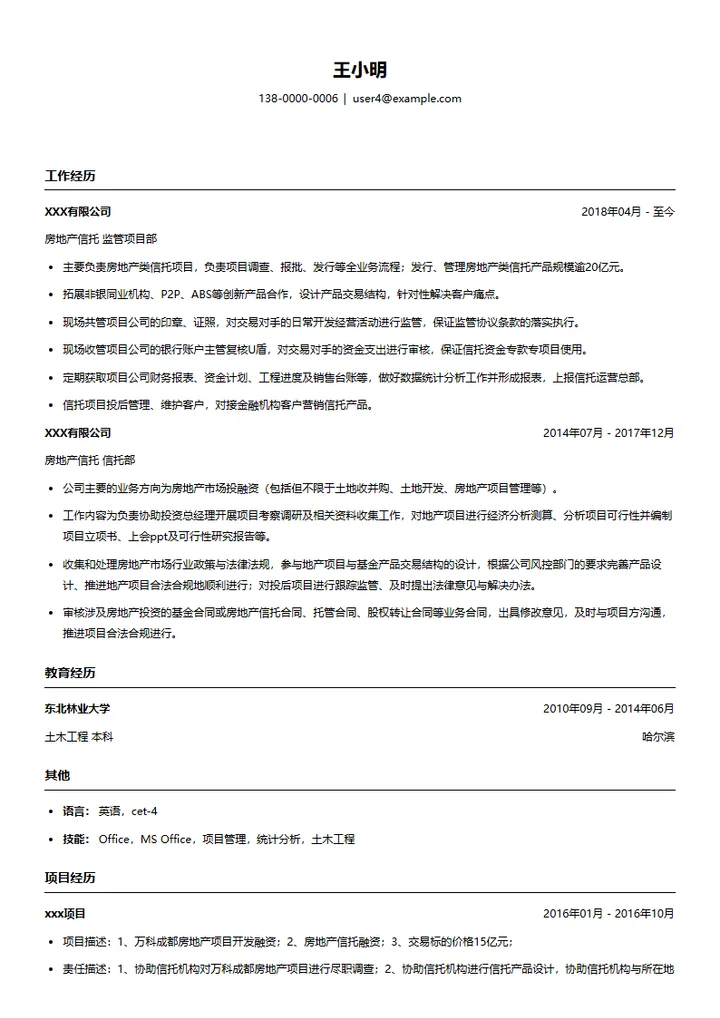 王小明
138-0000-0006 | user4@example.com
工作经历
XXX有限公司 2018年04月 - 至今
房地产信托 监管项目部
• 主要负责房地产类信托项目，负责项目调查、报批、发行等全业务流程；发行、管理房地产类信托产品规模逾20亿元。
• 拓展非银同业机构、P2P、ABS等创新产品合作，设计产品交易结构，针对性解决客户痛点。
• 现场共管项目公司的印章、证照，对交易对手的日常开发经营活动进行监管，保证监管协议条款的落实执行。
• 现场收管项目公司的银行账户主管复核U盾，对交易对手的资金支出进行审核，保证信托资金专款专项目使用。
• 定期获取项目公司财务报表、资金计划、工程进度及销售台账等，做好数据统计分析工作并形成报表，上报信托运营总部。
• 信托项目投后管理、维护客户，对接金融机构客户营销信托产品。
XXX有限公司 2014年07月 - 2017年12月
房地产信托 信托部
• 公司主要的业务方向为房地产市场投融资（包括但不限于土地收并购、土地开发、房地产项目管理等）。
• 工作内容为负责协助投资总经理开展项目考察调研及相关资料收集工作，对地产项目进行经济分析测算、分析项目可行性并编制
项目立项书、上会ppt及可行性研究报告等。
• 收集和处理房地产市场行业政策与法律法规，参与地产项目与基金产品交易结构的设计，根据公司风控部门的要求完善产品设
计、推进地产项目合法合规地顺利进行；对投后项目进行跟踪监管、及时提出法律意见与解决办法。
• 审核涉及房地产投资的基金合同或房地产信托合同、托管合同、股权转让合同等业务合同，出具修改意见，及时与项目方沟通，
推进项目合法合规进行。
教育经历
东北林业大学 2010年09月 - 2014年06月
土木工程 本科 哈尔滨
其他
• 语言： 英语，cet-4
• 技能： Office，MS Office，项目管理，统计分析，土木工程
项目经历
xxx项目 2016年01月 - 2016年10月
• 项目描述：1、万科成都房地产项目开发融资；2、房地产信托融资；3、交易标的价格15亿元；
• 责任描述：1、协助信托机构对万科成都房地产项目进行尽职调查；2、协助信托机构进行信托产品设计，协助信托机构与所在地